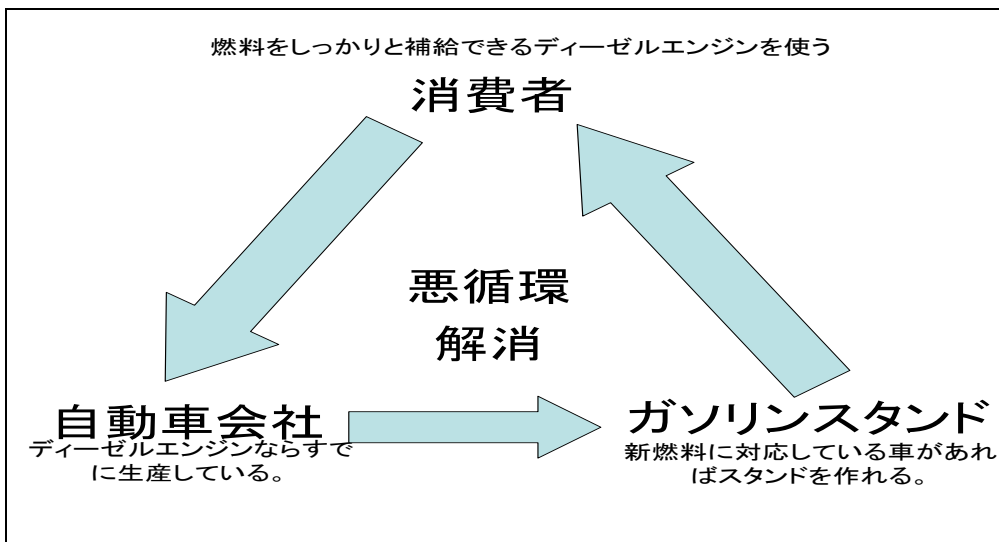 燃料をしっかりと補給できるディーゼルエンジンを使う
消費者
悪循環
解消
自動車会社
ディーゼルエンジンならすで
に生産している。
ガソリンスタンド
新燃料に対応している車があれ
ばスタンドを作れる。